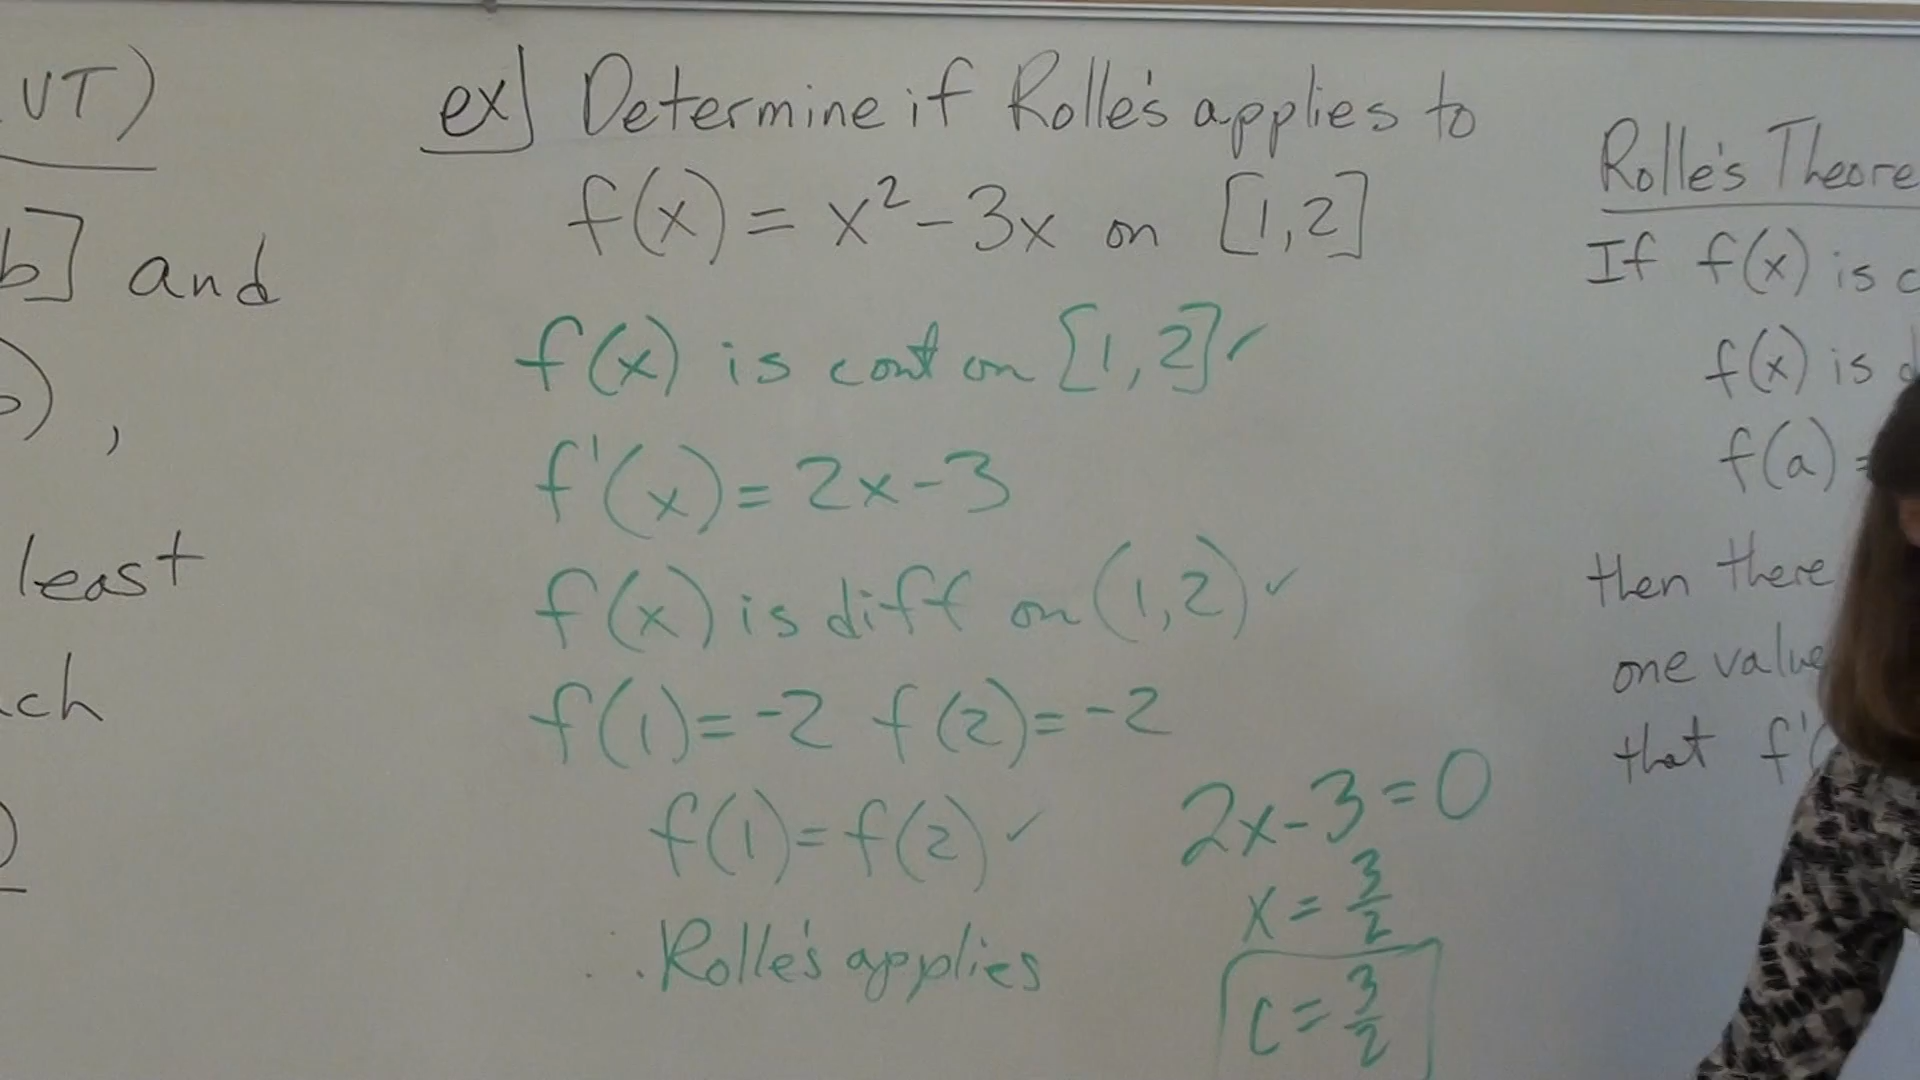 VT)
b] and
),
least
ch
)
ex] Determine if Rolle's applies to
f(x) = x² - 3x on [1,2]
f(x) is cont on [1,2] ✓
f'(x) = 2x - 3
f(x) is diff on (1,2) ✓
f(1) = -2 f(2) = -2
f(1) = f(2) ✓
∴ Rolle's applies
2x - 3 = 0
x = 3/2
c = 3/2
Rolle's Theore
If f(x) is c
f(x) is d
f(a) =
then there
one value
that f'(